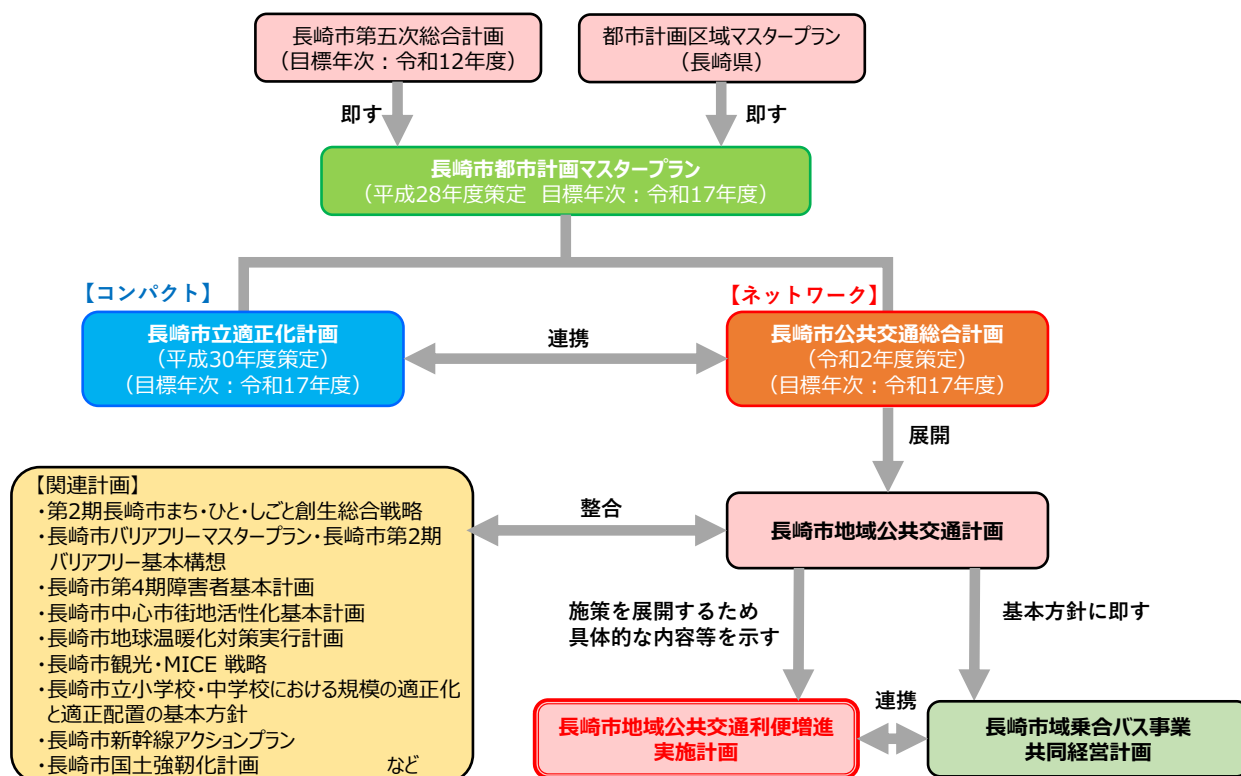 長崎市第五次総合計画
（目標年次：令和12年度）
都市計画区域マスタープラン
（長崎県）
即す
即す
長崎市都市計画マスタープラン
（平成28年度策定 目標年次：令和17年度）
【コンパクト】
【ネットワーク】
長崎市立適正化計画
（平成30年度策定）
（目標年次：令和17年度）
連携
長崎市公共交通総合計画
（令和2年度策定）
（目標年次：令和17年度）
展開
【関連計画】
・第2期長崎市まち・ひと・しごと創生総合戦略
・長崎市バリアフリーマスタープラン・長崎市第2期
バリアフリー基本構想
・長崎市第4期障害者基本計画
・長崎市中心市街地活性化基本計画
・長崎市地球温暖化対策実行計画
・長崎市観光・MICE 戦略
・長崎市立小学校・中学校における規模の適正化
と適正配置の基本方針
・長崎市新幹線アクションプラン
・長崎市国土強靭化計画 など
整合
長崎市地域公共交通計画
施策を展開するため
具体的な内容等を示す
基本方針に即す
長崎市地域公共交通利便増進
実施計画
連携
長崎市域乗合バス事業
共同経営計画